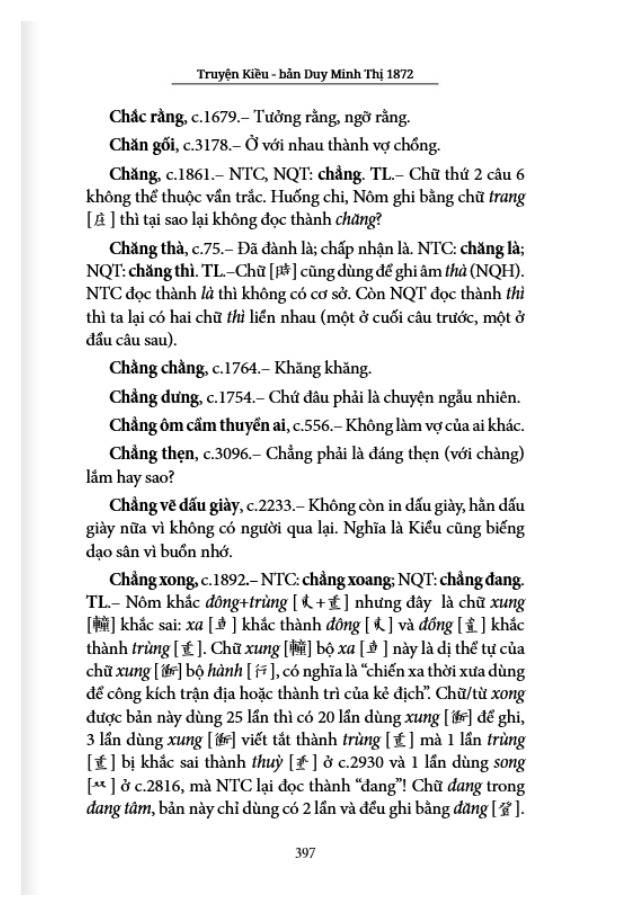 Truyện Kiều - bản Duy Minh Thị 1872
Chắc rằng, c.1679.– Tưởng rằng, ngỡ rằng.
Chăn gối, c.3178.– Ở với nhau thành vợ chồng.
Chăng, c.1861.– NTC, NQT: chẳng. TL.– Chữ thứ 2 câu 6
không thể thuộc vần trắc. Huống chi, Nôm ghi bằng chữ trang
[庄] thì tại sao lại không đọc thành chăng?
Chăng thà, c.75.– Đã đành là; chấp nhận là. NTC: chăng là;
NQT: chăng thì. TL.–Chữ [時] cũng dùng để ghi âm thà (NQH).
NTC đọc thành là thì không có cơ sở. Còn NQT đọc thành thì
thì ta lại có hai chữ thì liền nhau (một ở cuối câu trước, một ở
đầu câu sau).
Chằng chằng, c.1764.– Khăng khăng.
Chẳng dưng, c.1754.– Chứ đâu phải là chuyện ngẫu nhiên.
Chẳng ôm cầm thuyền ai, c.556.– Không làm vợ của ai khác.
Chẳng thẹn, c.3096.– Chẳng phải là đáng thẹn (với chàng)
lắm hay sao?
Chẳng vẽ dấu giày, c.2233.– Không còn in dấu giày, hằn dấu
giày nữa vì không có người qua lại. Nghĩa là Kiều cũng biếng
dạo sân vì buồn nhớ.
Chẳng xong, c.1892.– NTC: chẳng xoang; NQT: chẳng đang.
TL.– Nôm khắc đông+trùng [ + 重] nhưng đây là chữ xung
[] khắc sai: xa [] khắc thành đông [] và đồng [] khắc
thành trùng [重]. Chữ xung [] bộ xa [] này là dị thể tự của
chữ xung [] bộ hành [行], có nghĩa là “chiến xa thời xưa dùng
để công kích trận địa hoặc thành trì của kẻ địch”. Chữ/từ xong
được bản này dùng 25 lần thì có 20 lần dùng xung [] để ghi,
3 lần dùng xung [] viết tắt thành trùng [重] mà 1 lần trùng
[重] bị khắc sai thành thuỳ [] ở c.2930 và 1 lần dùng song
[] ở c.2816, mà NTC lại đọc thành “đang”! Chữ đang trong
đang tâm, bản này chỉ dùng có 2 lần và đều ghi bằng đăng [].
397